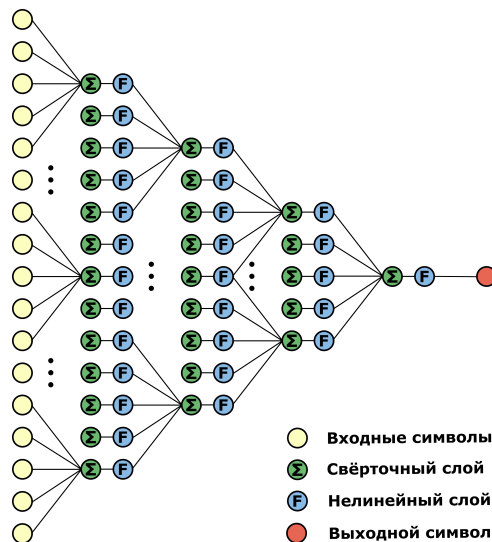 Σ F
Σ F
Σ F Σ F
Σ F Σ F
Σ F Σ F Σ F
Σ F Σ F Σ F
Σ F Σ F Σ F Σ F
Σ F Σ F Σ F
Σ F Σ F Σ F
Σ F Σ F
Σ F Σ F
Σ F
Σ F
Входные символы
Σ Свёрточный слой
F Нелинейный слой
Выходной символ